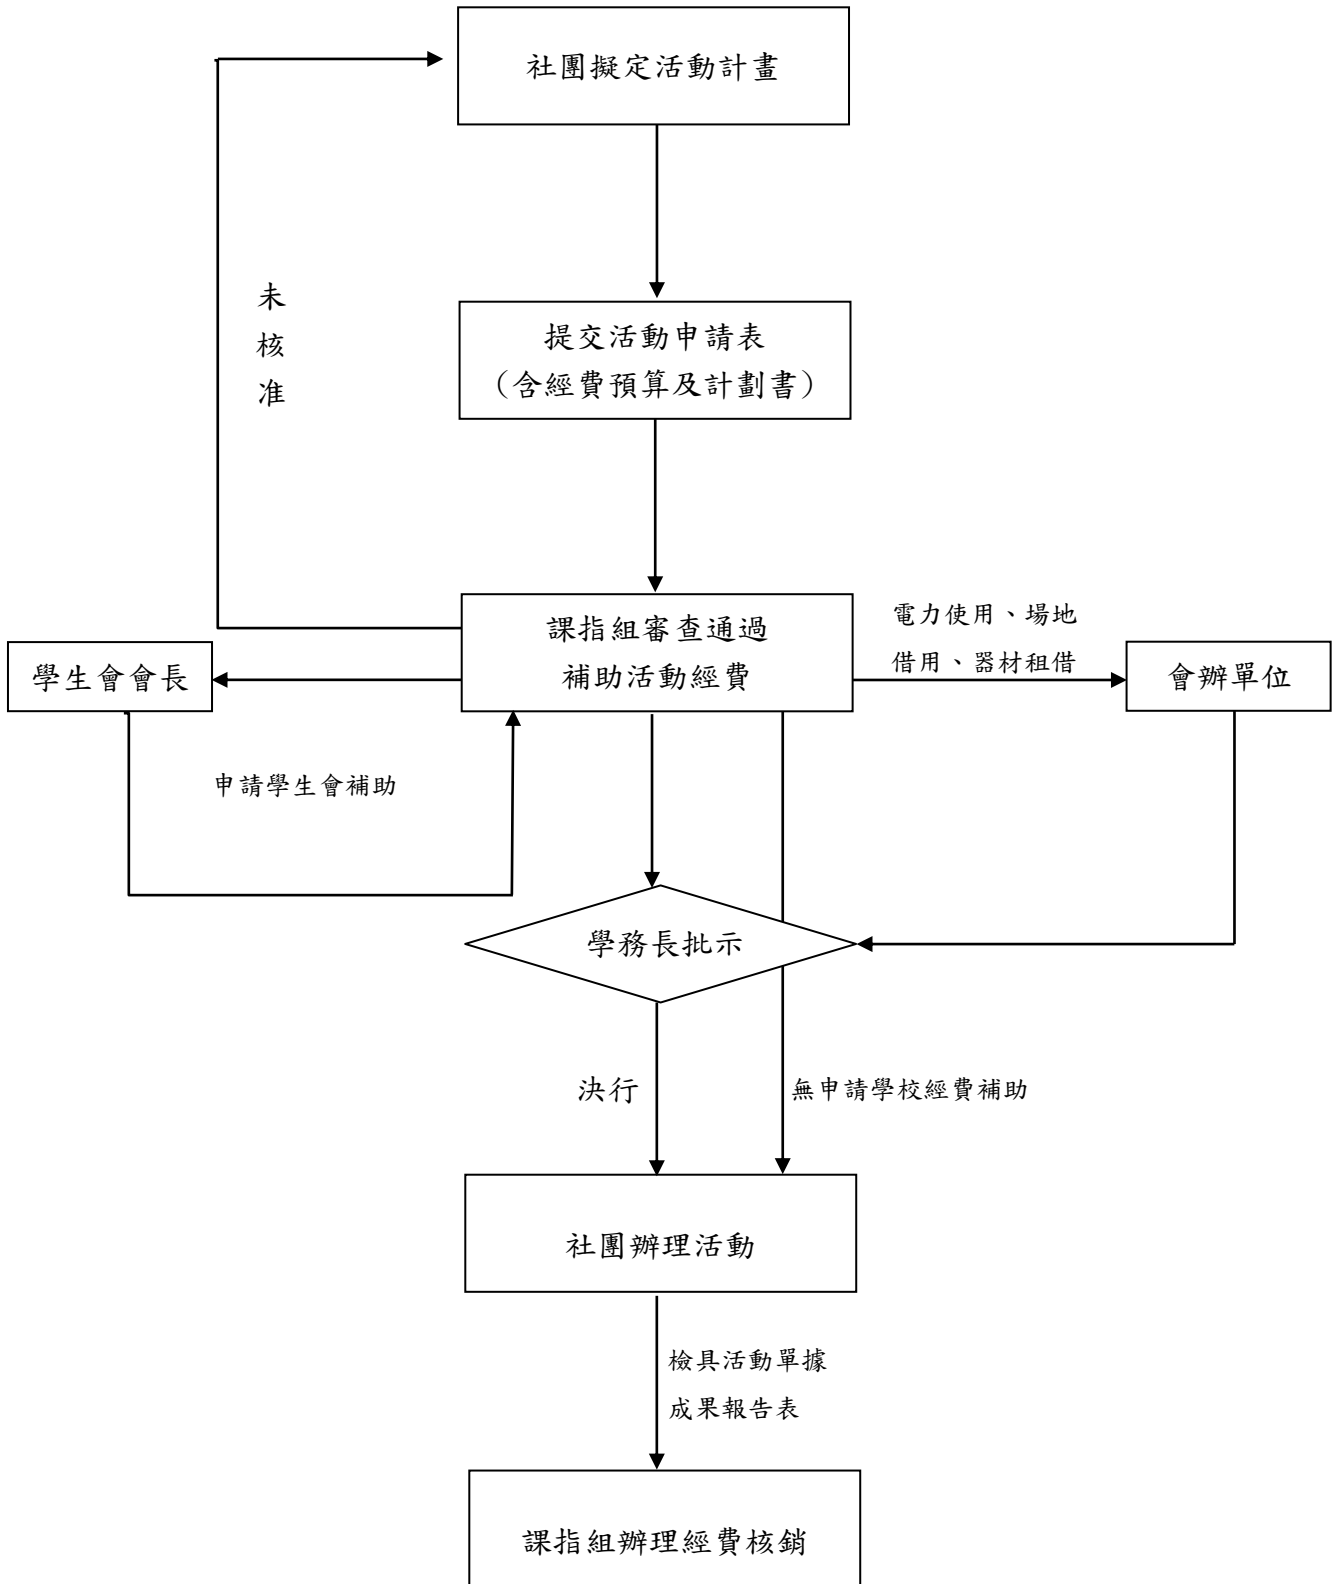 社團擬定活動計畫
未
核
准
提交活動申請表
（含經費預算及計劃書）
課指組審查通過
補助活動經費
電力使用、場地
借用、器材租借
學生會會長
會辦單位
申請學生會補助
學務長批示
決行
無申請學校經費補助
社團辦理活動
檢具活動單據
成果報告表
課指組辦理經費核銷